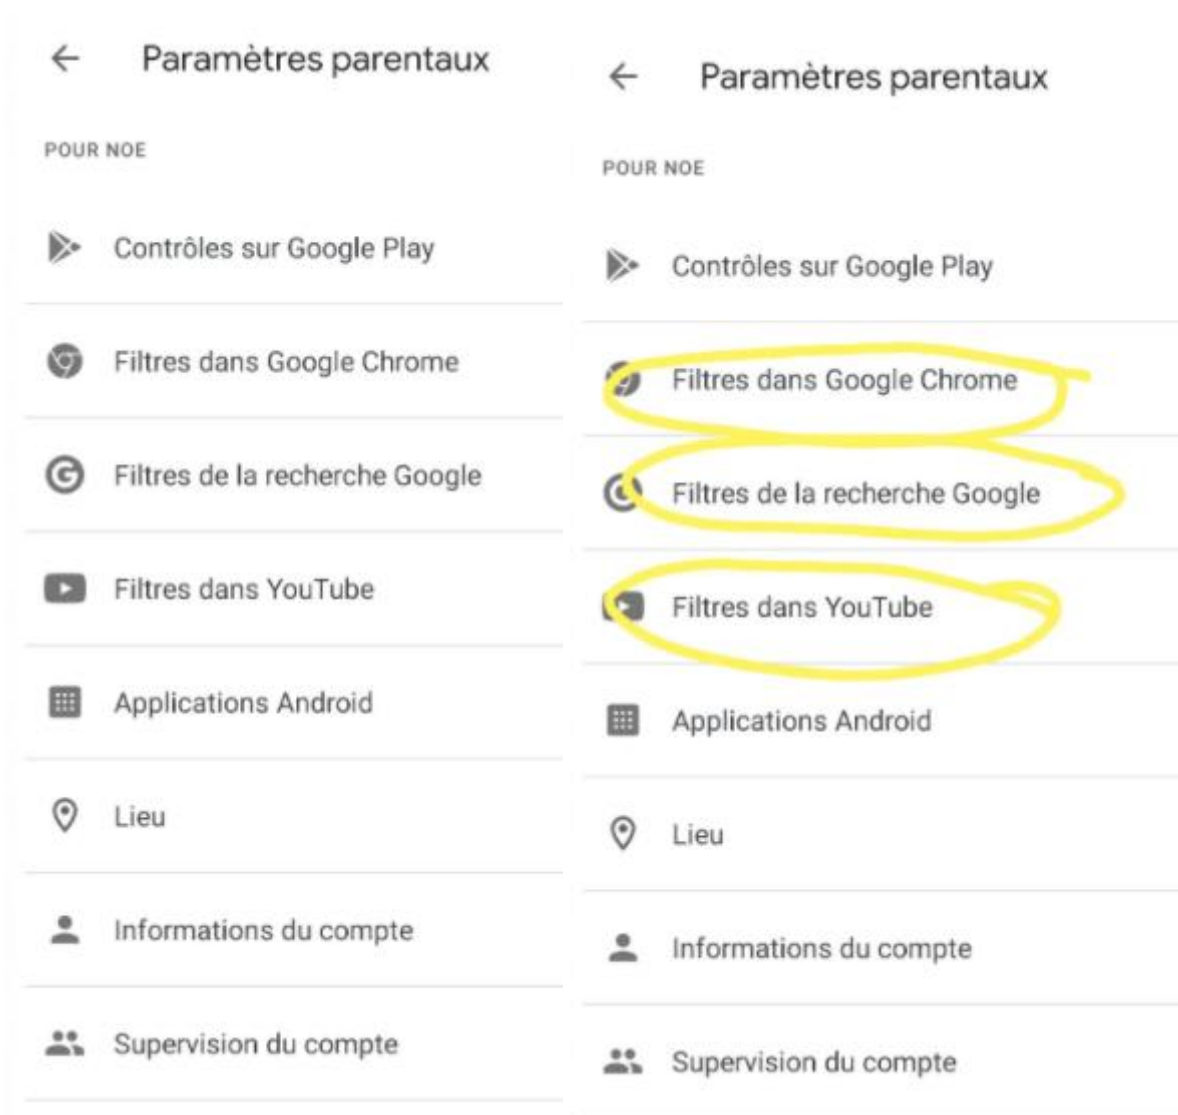 Paramètres parentaux
POUR NOE
Contrôles sur Google Play
Filtres dans Google Chrome
Filtres de la recherche Google
Filtres dans YouTube
Applications Android
Lieu
Informations du compte
Supervision du compte
Paramètres parentaux
POUR NOE
Contrôles sur Google Play
Filtres dans Google Chrome
Filtres de la recherche Google
Filtres dans YouTube
Applications Android
Lieu
Informations du compte
Supervision du compte